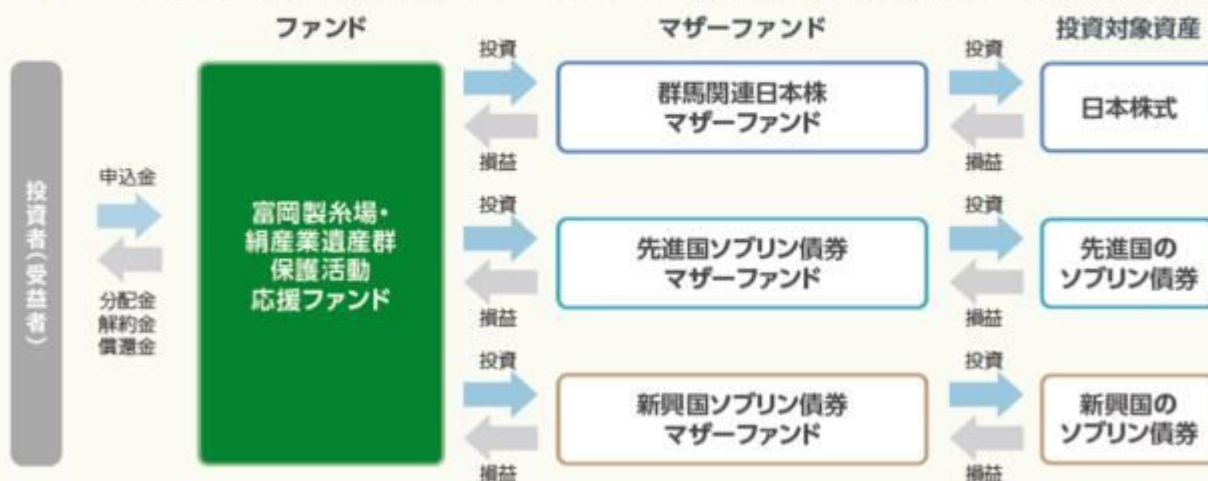 ファンド
マザーファンド
投資対象資産
投資者(受益者)
申込金
分配金
解約金
償還金
富岡製糸場・
絹産業遺産群
保護活動
応援ファンド
投資
損益
群馬関連日本株
マザーファンド
投資
損益
日本株式
投資
損益
先進国ソブリン債券
マザーファンド
投資
損益
先進国の
ソブリン債券
投資
損益
新興国ソブリン債券
マザーファンド
投資
損益
新興国の
ソブリン債券